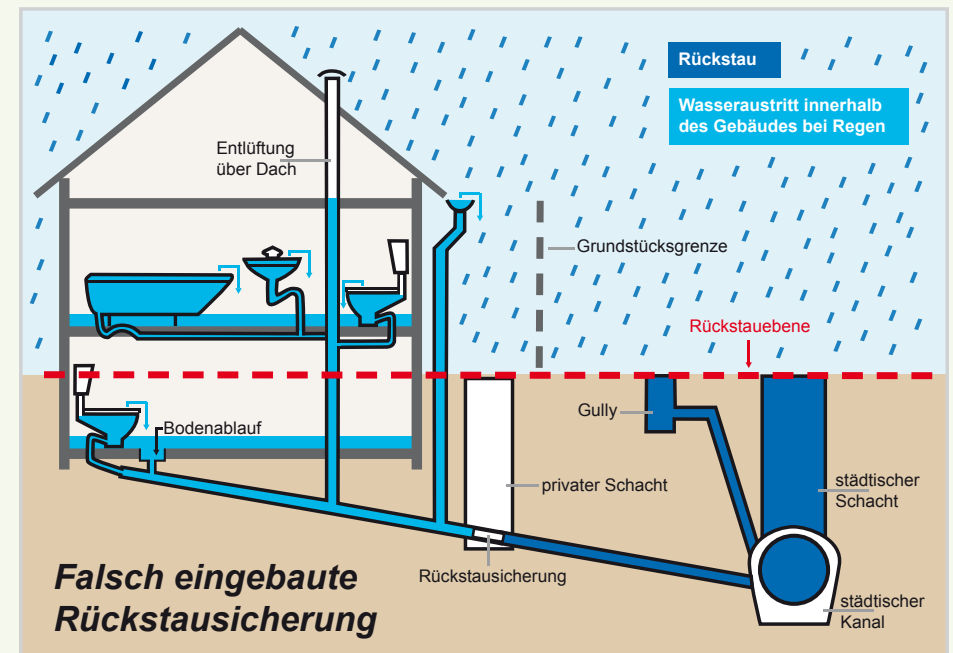 Rückstau
Wasseraustritt innerhalb
des Gebäudes bei Regen
Entlüftung
über Dach
Grundstücksgrenze
Rückstauebene
Gully
Bodenablauf
privater Schacht
städtischer
Schacht
Rückstausicherung
städtischer
Kanal
Falsch eingebaute
Rückstausicherung